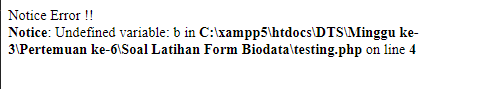 Notice Error !!
Notice: Undefined variable: b in C:\xampp5\htdocs\DTS\Minggu ke-
3\Pertemuan ke-6\Soal Latihan Form Biodata\testing.php on line 4